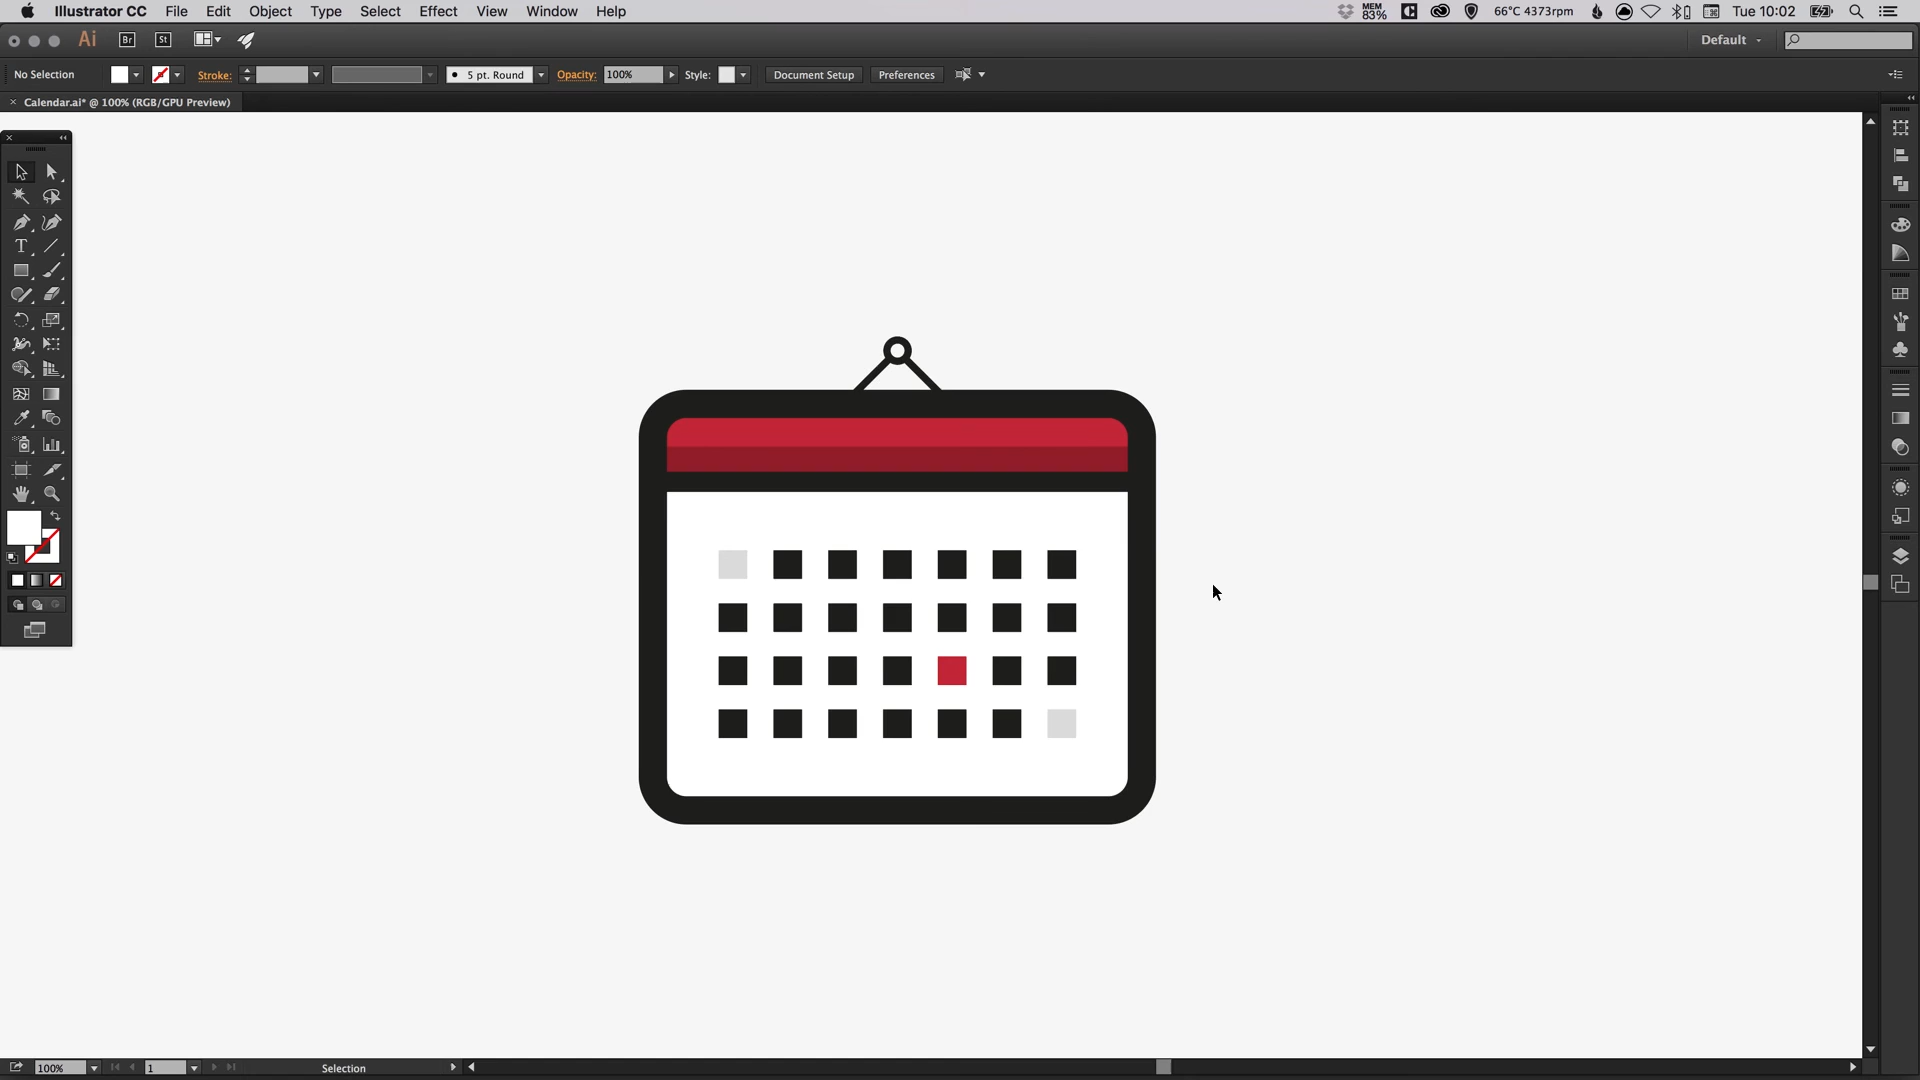 Illustrator CC File Edit Object Type Select Effect View Window Help MEM 83% 66°C 4373rpm Tue 10:02
Ai Br St Default
No Selection Stroke: 5 pt. Round Opacity: 100% Style: Document Setup Preferences
Calendar.ai* @ 100% (RGB/GPU Preview)
T
100% 1 Selection